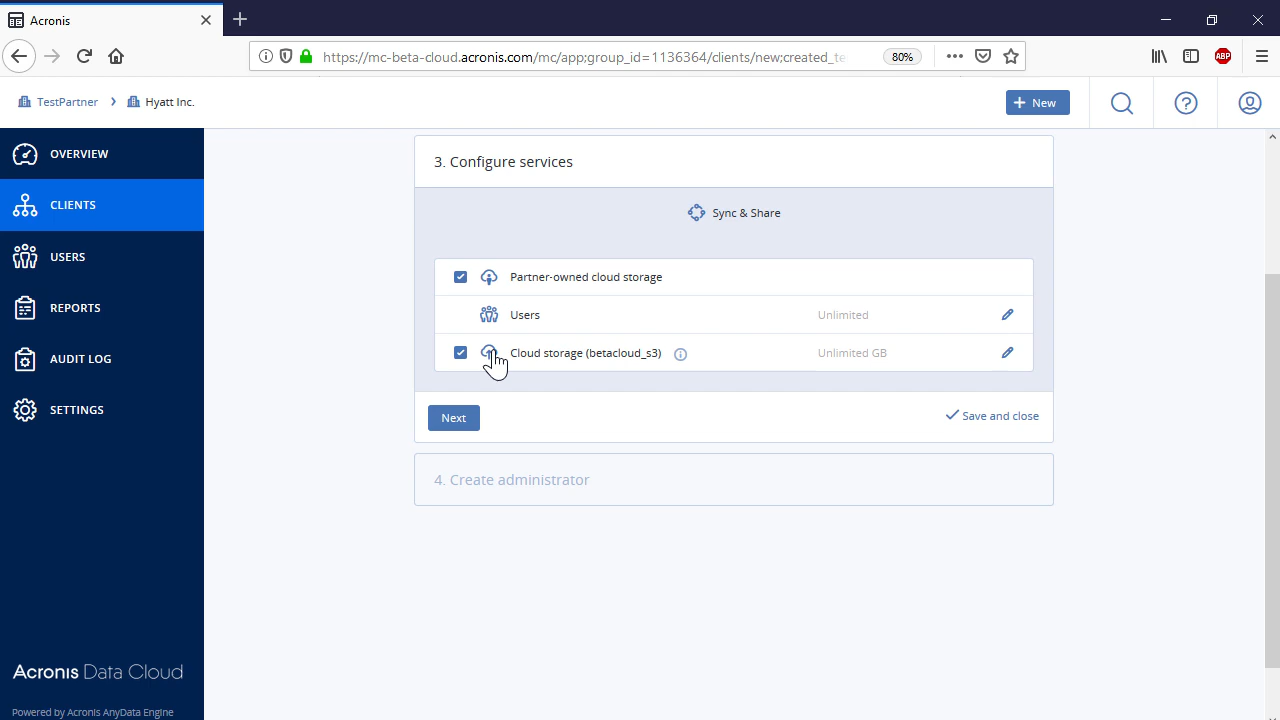 Acronis
https://mc-beta-cloud.acronis.com/mc/app;group_id=1136364/clients/new;created_te
80%
ABP
TestPartner
Hyatt Inc.
New
OVERVIEW
CLIENTS
USERS
REPORTS
AUDIT LOG
SETTINGS
Acronis Data Cloud
Powered by Acronis AnyData Engine
3. Configure services
Sync & Share
Partner-owned cloud storage
Users Unlimited
Cloud storage (betacloud_s3) Unlimited GB
Next
Save and close
4. Create administrator